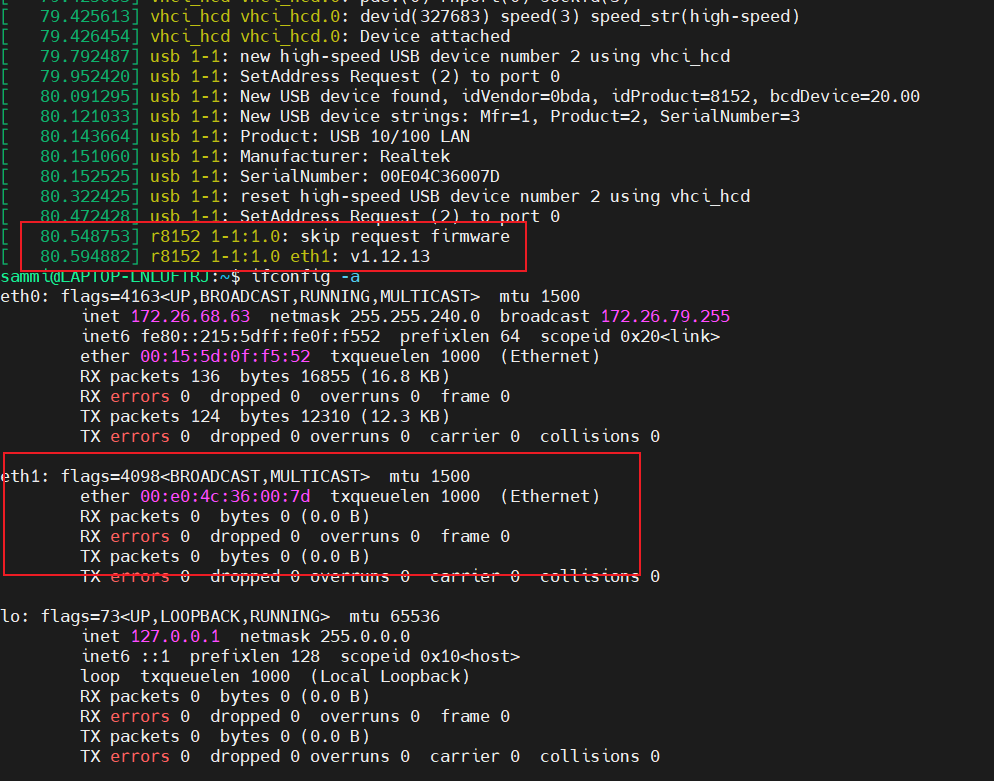 [   79.425613] vhci_hcd vhci_hcd.0: devid(327683) speed(3) speed_str(high-speed)
[   79.426454] vhci_hcd vhci_hcd.0: Device attached
[   79.792487] usb 1-1: new high-speed USB device number 2 using vhci_hcd
[   79.952420] usb 1-1: SetAddress Request (2) to port 0
[   80.091295] usb 1-1: New USB device found, idVendor=0bda, idProduct=8152, bcdDevice=20.00
[   80.121033] usb 1-1: New USB device strings: Mfr=1, Product=2, SerialNumber=3
[   80.143664] usb 1-1: Product: USB 10/100 LAN
[   80.151060] usb 1-1: Manufacturer: Realtek
[   80.152525] usb 1-1: SerialNumber: 00E04C36007D
[   80.322425] usb 1-1: reset high-speed USB device number 2 using vhci_hcd
[   80.472428] usb 1-1: SetAddress Request (2) to port 0
[   80.548753] r8152 1-1:1.0: skip request firmware
[   80.594882] r8152 1-1:1.0 eth1: v1.12.13
sammi@LAPTOP-LNLUFTRJ:~$ ifconfig -a
eth0: flags=4163<UP,BROADCAST,RUNNING,MULTICAST>  mtu 1500
        inet 172.26.68.63  netmask 255.255.240.0  broadcast 172.26.79.255
        inet6 fe80::215:5dff:fe0f:f552  prefixlen 64  scopeid 0x20<link>
        ether 00:15:5d:0f:f5:52  txqueuelen 1000  (Ethernet)
        RX packets 136  bytes 16855 (16.8 KB)
        RX errors 0  dropped 0  overruns 0  frame 0
        TX packets 124  bytes 12310 (12.3 KB)
        TX errors 0  dropped 0 overruns 0  carrier 0  collisions 0
eth1: flags=4098<BROADCAST,MULTICAST>  mtu 1500
        ether 00:e0:4c:36:00:7d  txqueuelen 1000  (Ethernet)
        RX packets 0  bytes 0 (0.0 B)
        RX errors 0  dropped 0  overruns 0  frame 0
        TX packets 0  bytes 0 (0.0 B)
        TX errors 0  dropped 0 overruns 0  carrier 0  collisions 0
lo: flags=73<UP,LOOPBACK,RUNNING>  mtu 65536
        inet 127.0.0.1  netmask 255.0.0.0
        inet6 ::1  prefixlen 128  scopeid 0x10<host>
        loop  txqueuelen 1000  (Local Loopback)
        RX packets 0  bytes 0 (0.0 B)
        RX errors 0  dropped 0  overruns 0  frame 0
        TX packets 0  bytes 0 (0.0 B)
        TX errors 0  dropped 0 overruns 0  carrier 0  collisions 0